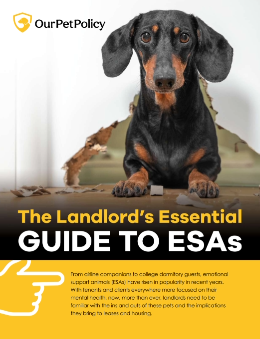 OurPetPolicy
The Landlord's Essential
GUIDE TO ESAs
From airline companions to college dormitory guests, emotional
support animals (ESAs) have risen in popularity in recent years.
With tenants and clients everywhere more focused on their
mental health, now, more than ever, landlords need to be
familiar with the ins and outs of these pets and the implications
they bring to leases and housing.